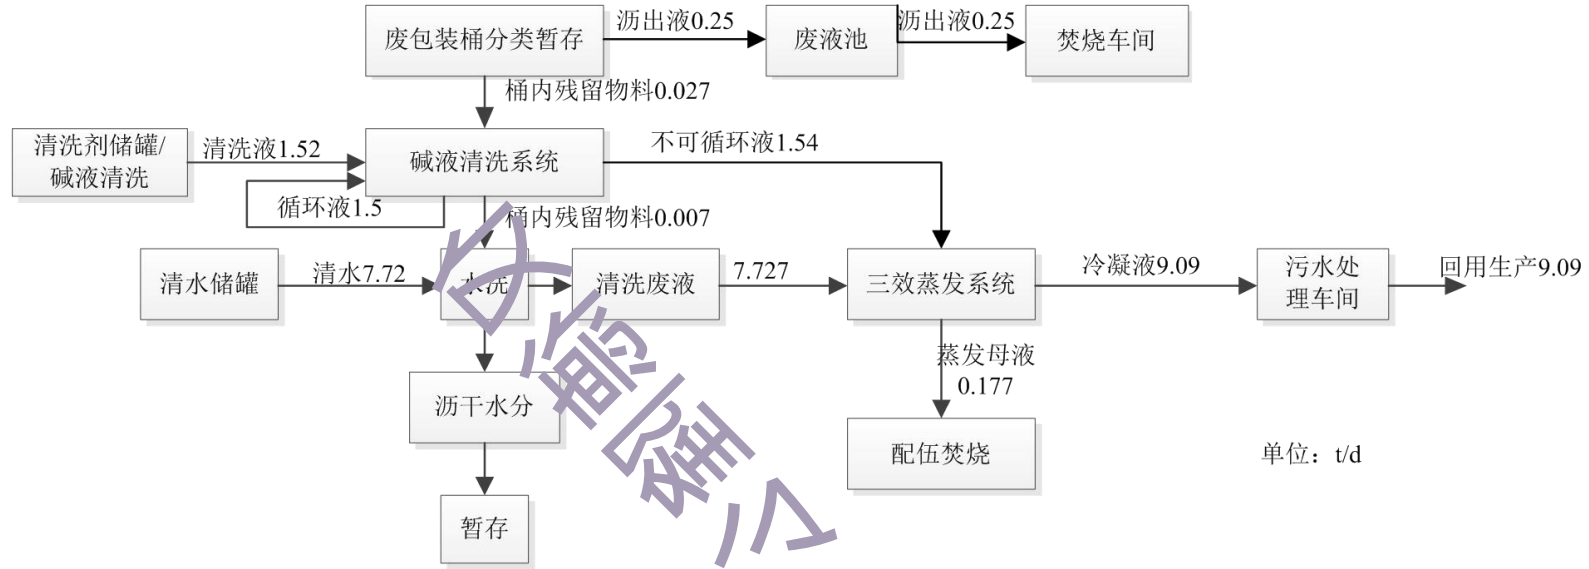 废包装桶分类暂存
沥出液0.25
废液池
沥出液0.25
焚烧车间
桶内残留物料0.027
清洗剂储罐/
碱液清洗
清洗液1.52
碱液清洗系统
不可循环液1.54
循环液1.5
桶内残留物料0.007
清水储罐
清水7.72
水洗
清洗废液
7.727
三效蒸发系统
冷凝液9.09
污水处
理车间
回用生产9.09
蒸发母液
0.177
沥干水分
配伍焚烧
单位：t/d
暂存